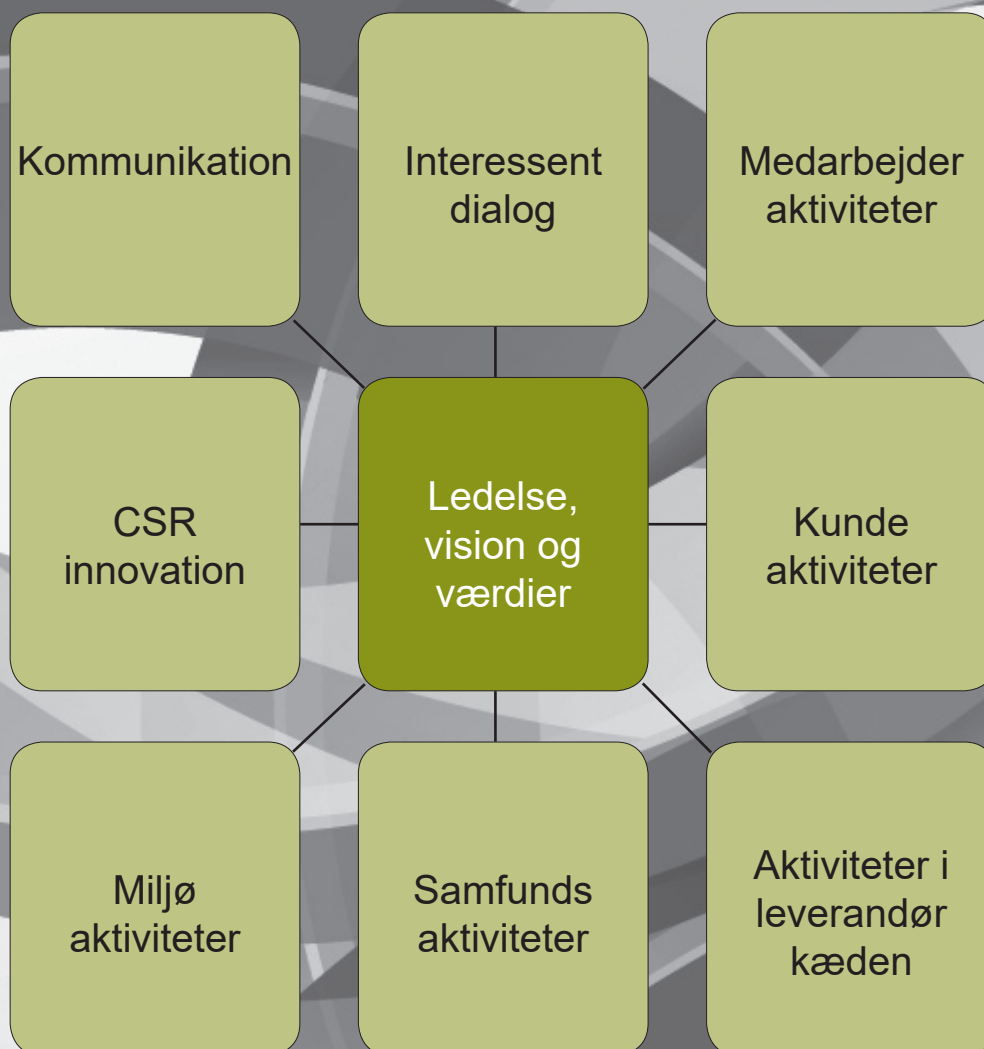 Kommunikation
Interessent
dialog
Medarbejder
aktiviteter
CSR
innovation
Ledelse,
vision og
værdier
Kunde
aktiviteter
Miljø
aktiviteter
Samfunds
aktiviteter
Aktiviteter i
leverandør
kæden